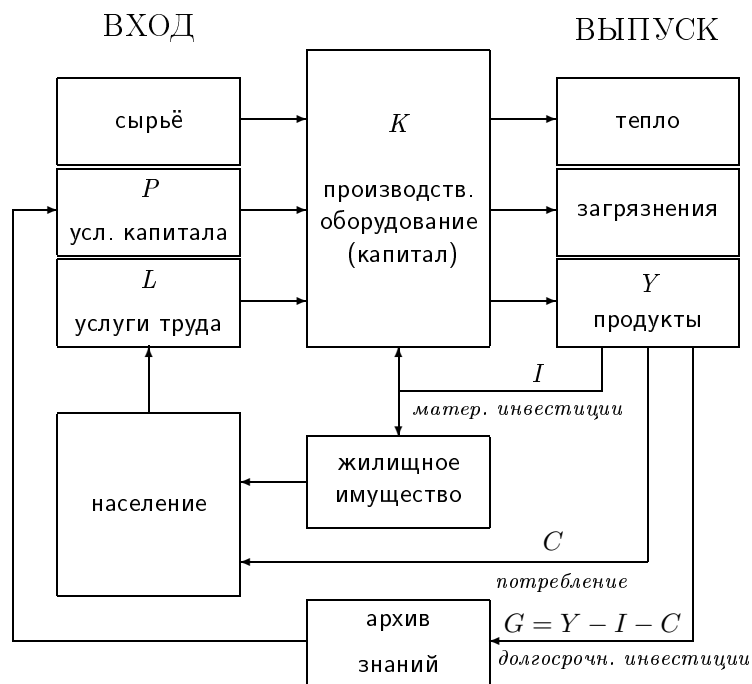 ВХОД
ВЫПУСК
сырьё
K
тепло
P
усл. капитала
производств.
оборудование
(капитал)
загрязнения
L
услуги труда
Y
продукты
I
матер. инвестиции
население
жилищное
имущество
C
потребление
архив
знаний
G = Y − I − C
долгосрочн. инвестиции